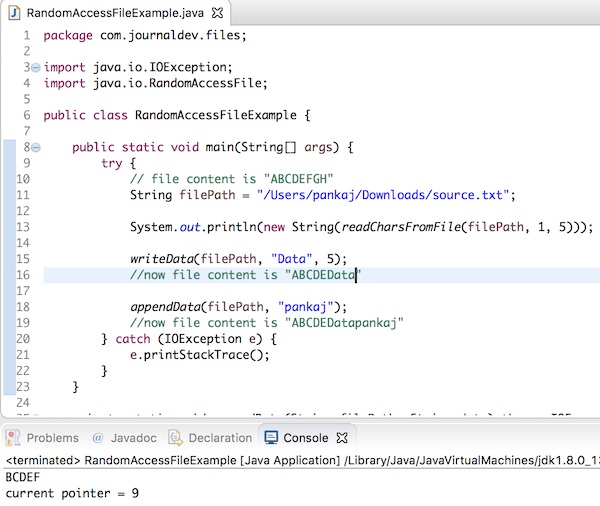 RandomAccessFileExample.java
1 package com.journaldev.files;
2
3 import java.io.IOException;
4 import java.io.RandomAccessFile;
5
6 public class RandomAccessFileExample {
7
8 public static void main(String[] args) {
9 try {
10 // file content is "ABCDEFGH"
11 String filePath = "/Users/pankaj/Downloads/source.txt";
12
13 System.out.println(new String(readCharsFromFile(filePath, 1, 5)));
14
15 writeData(filePath, "Data", 5);
16 //now file content is "ABCDEData"
17
18 appendData(filePath, "pankaj");
19 //now file content is "ABCDEDatapankaj"
20 } catch (IOException e) {
21 e.printStackTrace();
22 }
23 }
24
Problems @ Javadoc Declaration Console
<terminated> RandomAccessFileExample [Java Application] /Library/Java/JavaVirtualMachines/jdk1.8.0_13
BCDEF
current pointer = 9